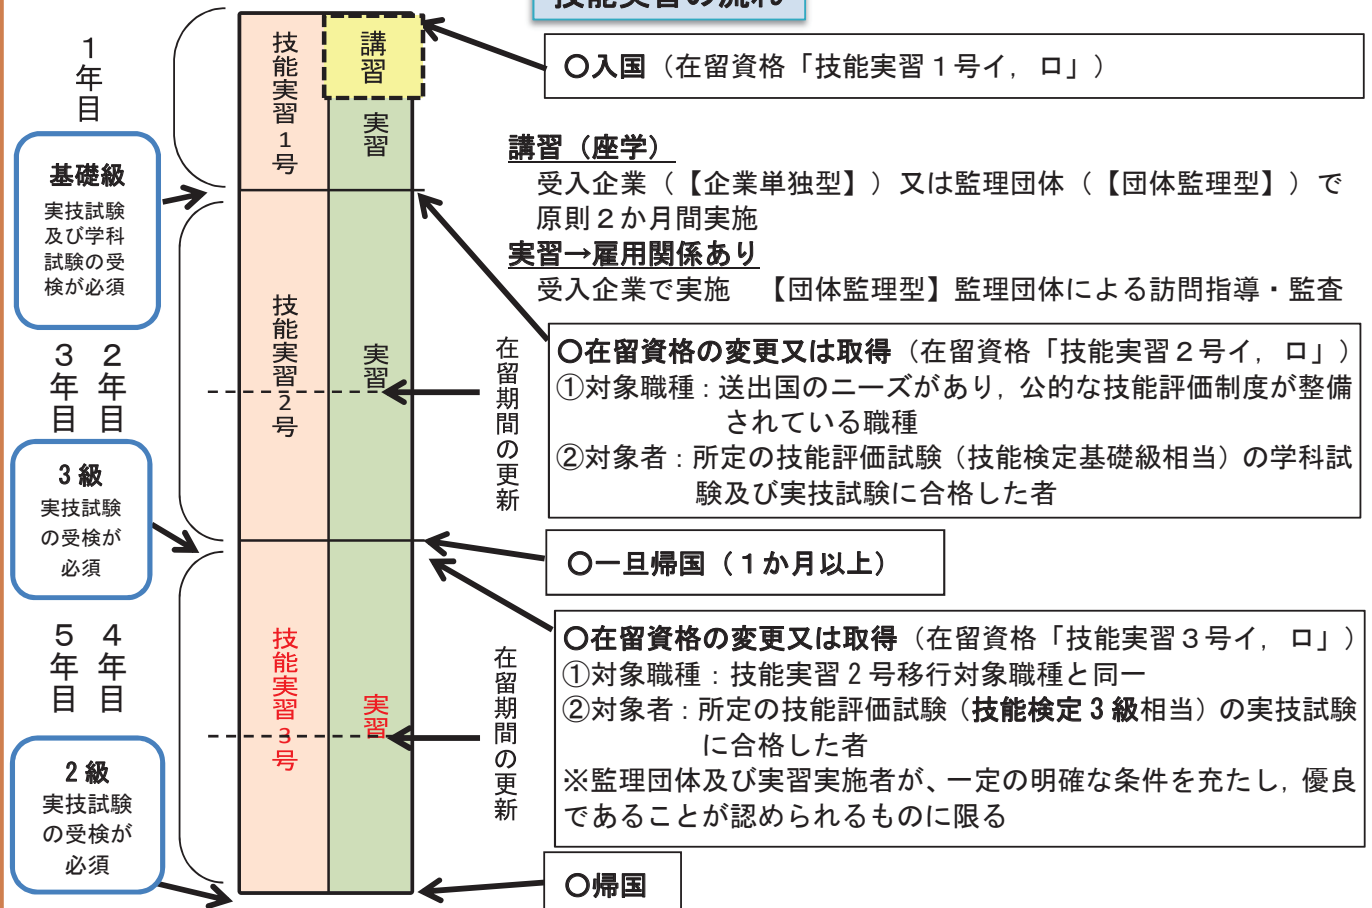 技能実習の流れ
1年目
技能実習1号
講習
実習
○入国（在留資格「技能実習1号イ，ロ」）
基礎級
実技試験
及び学科
試験の受
検が必須
講習（座学）
受入企業（【企業単独型】）又は監理団体（【団体監理型】）で
原則2か月間実施
実習→雇用関係あり
受入企業で実施　【団体監理型】監理団体による訪問指導・監査
2年目
3年目
技能実習2号
実習
在留期間の更新
○在留資格の変更又は取得（在留資格「技能実習2号イ，ロ」）
①対象職種：送出国のニーズがあり，公的な技能評価制度が整備
されている職種
②対象者：所定の技能評価試験（技能検定基礎級相当）の学科試
験及び実技試験に合格した者
3級
実技試験
の受検が
必須
○一旦帰国（1か月以上）
4年目
5年目
技能実習3号
実習
在留期間の更新
○在留資格の変更又は取得（在留資格「技能実習3号イ，ロ」）
①対象職種：技能実習2号移行対象職種と同一
②対象者：所定の技能評価試験（技能検定3級相当）の実技試験
に合格した者
※監理団体及び実習実施者が、一定の明確な条件を充たし，優良
であることが認められるものに限る
2級
実技試験
の受検が
必須
○帰国